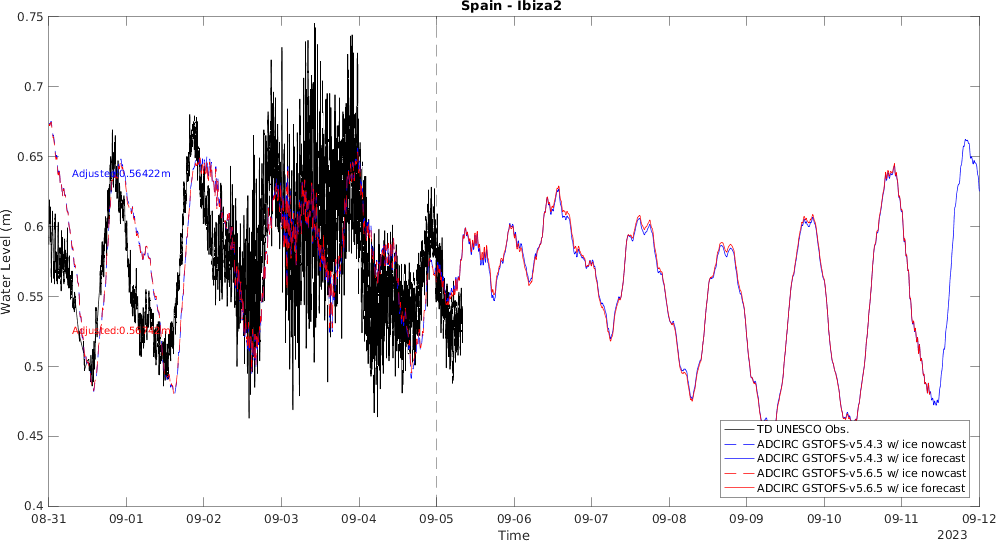 Spain - Ibiza2
0.75
0.7
0.65
0.6
0.55
0.5
0.45
0.4
Water Level (m)
Adjusted:0.56422m
08-31
09-01
09-02
09-03
09-04
09-05
09-06
09-07
09-08
09-09
09-10
09-11
09-12
Time
2023
TD UNESCO Obs.
ADCIRC GSTOFS-v5.4.3 w/ ice nowcast
ADCIRC GSTOFS-v5.4.3 w/ ice forecast
ADCIRC GSTOFS-v5.6.5 w/ ice nowcast
ADCIRC GSTOFS-v5.6.5 w/ ice forecast